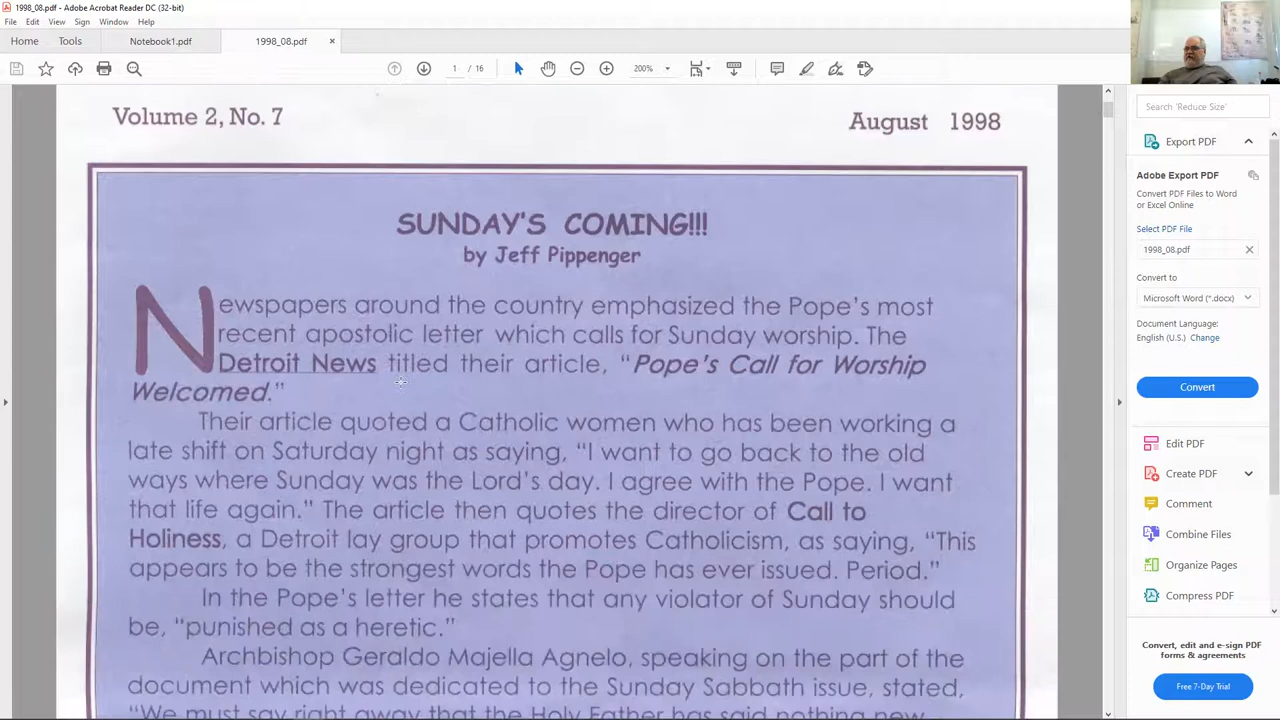 1998_08.pdf - Adobe Acrobat Reader DC (32-bit)
File Edit View Sign Window Help
Home Tools Notebook1.pdf 1998_08.pdf ×
1 / 16 200%
Volume 2, No. 7 August 1998
SUNDAY'S COMING!!!
by Jeff Pippenger
Newspapers around the country emphasized the Pope's most
recent apostolic letter which calls for Sunday worship. The
Detroit News titled their article, "Pope's Call for Worship
Welcomed."
Their article quoted a Catholic women who has been working a
late shift on Saturday night as saying, "I want to go back to the old
ways where Sunday was the Lord's day. I agree with the Pope. I want
that life again." The article then quotes the director of Call to
Holiness, a Detroit lay group that promotes Catholicism, as saying, "This
appears to be the strongest words the Pope has ever issued. Period."
In the Pope's letter he states that any violator of Sunday should
be, "punished as a heretic."
Archbishop Geraldo Majella Agnelo, speaking on the part of the
document which was dedicated to the Sunday Sabbath issue, stated,
"We must say right away that the Holy Father has said nothing new
Search 'Reduce Size'
Export PDF
Adobe Export PDF
Convert PDF Files to Word
or Excel Online
Select PDF File
1998_08.pdf
Convert to
Microsoft Word (*.docx)
Document Language:
English (U.S.) Change
Convert
Edit PDF
Create PDF
Comment
Combine Files
Organize Pages
Compress PDF
Convert, edit and e-sign PDF
forms & agreements
Free 7-Day Trial